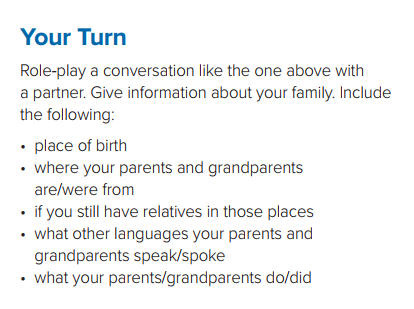 Your Turn
Role-play a conversation like the one above with
a partner. Give information about your family. Include
the following:
• place of birth
• where your parents and grandparents
are/were from
• if you still have relatives in those places
• what other languages your parents and
grandparents speak/spoke
• what your parents/grandparents do/did